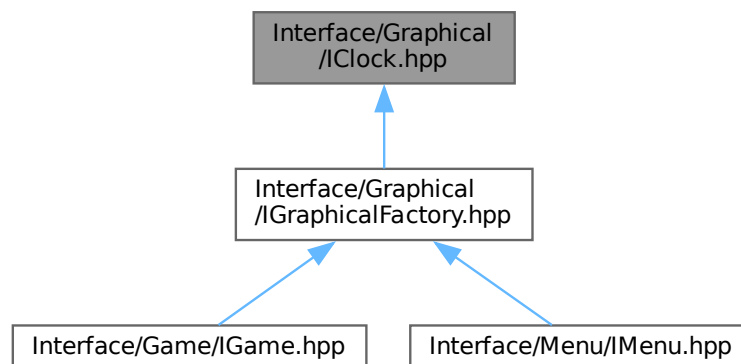 Interface/Graphical
/IClock.hpp
Interface/Graphical
/IGraphicalFactory.hpp
Interface/Game/IGame.hpp
Interface/Menu/IMenu.hpp